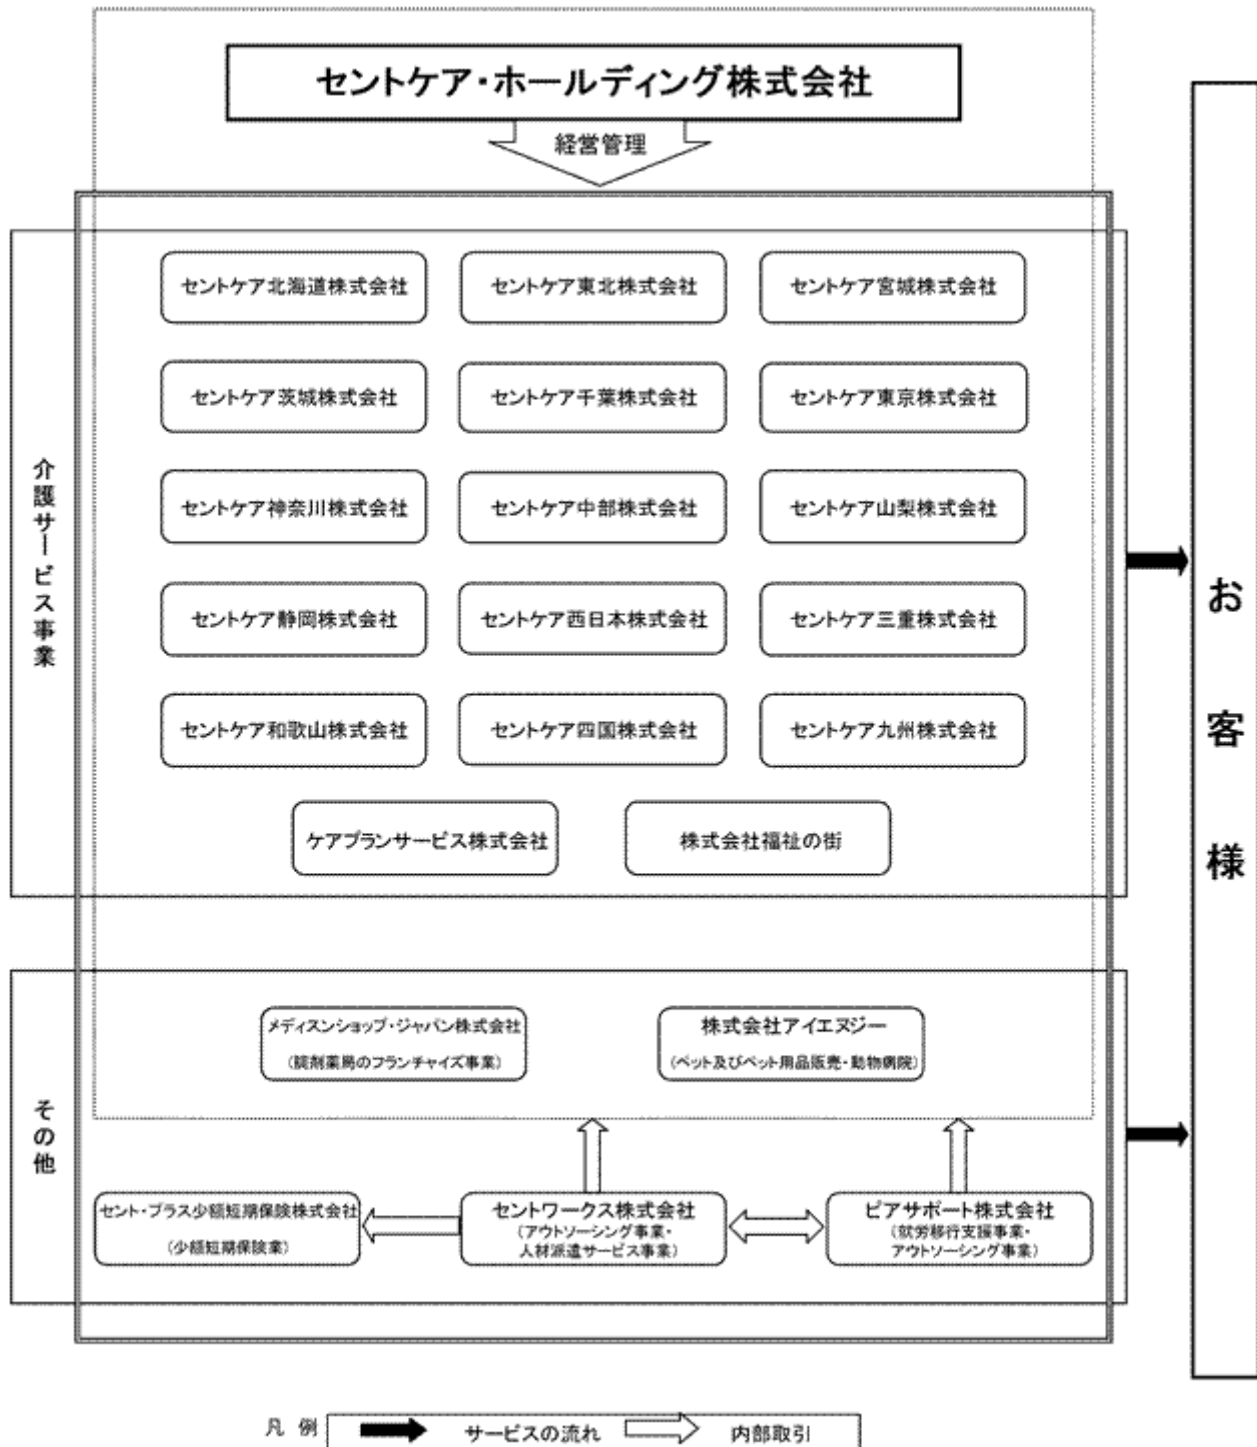 セントケア・ホールディング株式会社
経営管理
介護サービス事業
セントケア北海道株式会社
セントケア東北株式会社
セントケア宮城株式会社
セントケア茨城株式会社
セントケア千葉株式会社
セントケア東京株式会社
セントケア神奈川株式会社
セントケア中部株式会社
セントケア山梨株式会社
セントケア静岡株式会社
セントケア西日本株式会社
セントケア三重株式会社
セントケア和歌山株式会社
セントケア四国株式会社
セントケア九州株式会社
ケアプランサービス株式会社
株式会社福祉の街
その他
メディスンショップ・ジャパン株式会社
(調剤薬局のフランチャイズ事業)
株式会社アイエヌジー
(ペット及びペット用品販売・動物病院)
セント・プラス少額短期保険株式会社
(少額短期保険業)
セントワークス株式会社
(アウトソーシング事業・
人材派遣サービス事業)
ピアサポート株式会社
(就労移行支援事業・
アウトソーシング事業)
お客様
凡例
サービスの流れ
内部取引